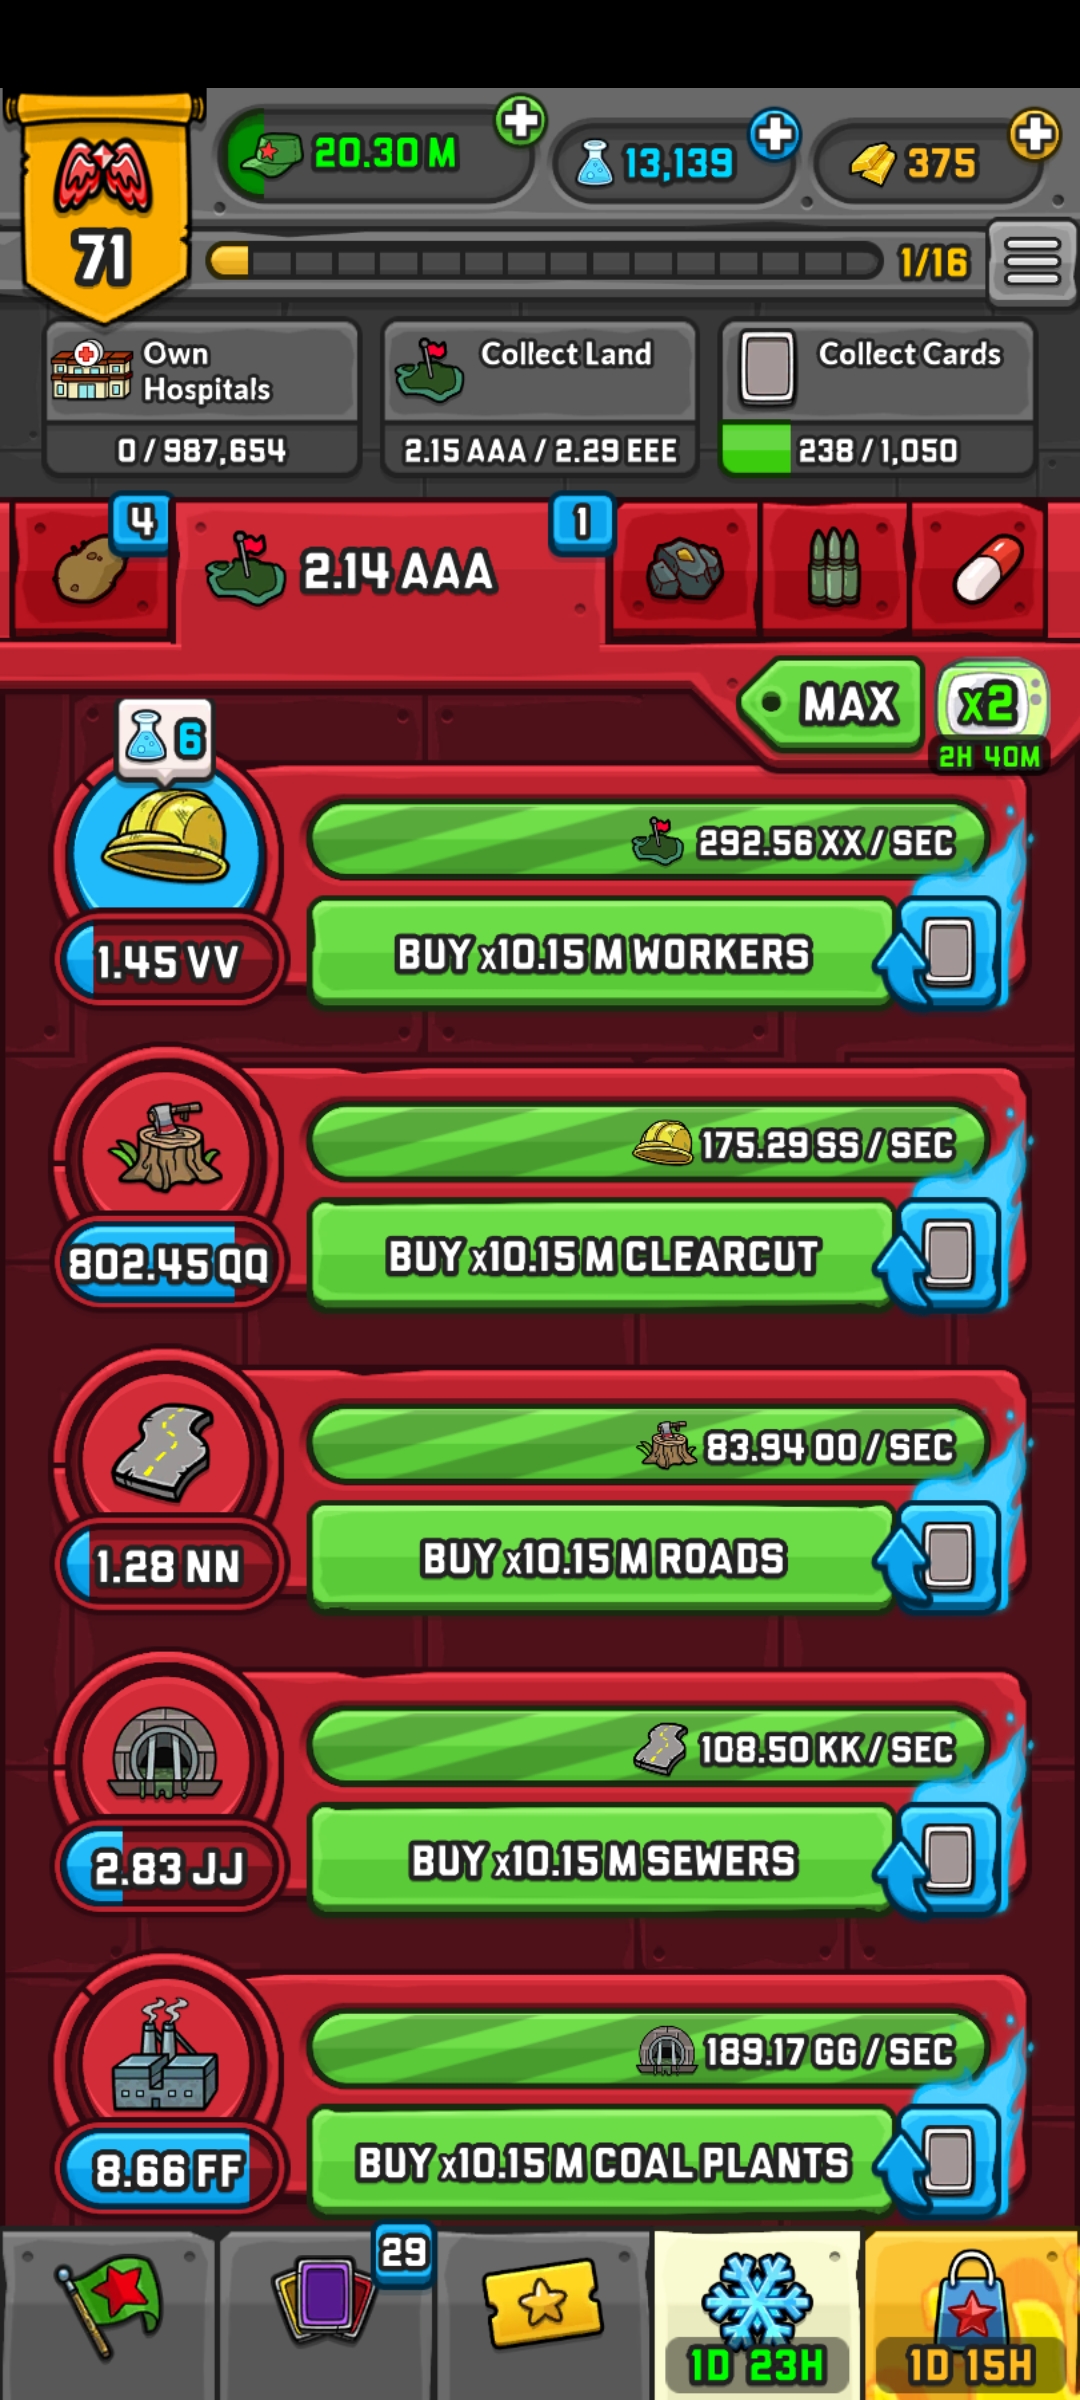 20.30 M
13,139
375
71
1/16
Own
Hospitals
0 / 987,654
Collect Land
2.15 AAA / 2.29 EEE
Collect Cards
238 / 1,050
4
2.14 AAA
1
MAX
x2
2H 40M
6
292.56 XX / SEC
1.45 VV
BUY x10.15 M WORKERS
175.29 SS / SEC
802.45 QQ
BUY x10.15 M CLEARCUT
83.94 OO / SEC
1.28 NN
BUY x10.15 M ROADS
108.50 KK / SEC
2.83 JJ
BUY x10.15 M SEWERS
189.17 GG / SEC
8.66 FF
BUY x10.15 M COAL PLANTS
29
1D 23H
1D 15H